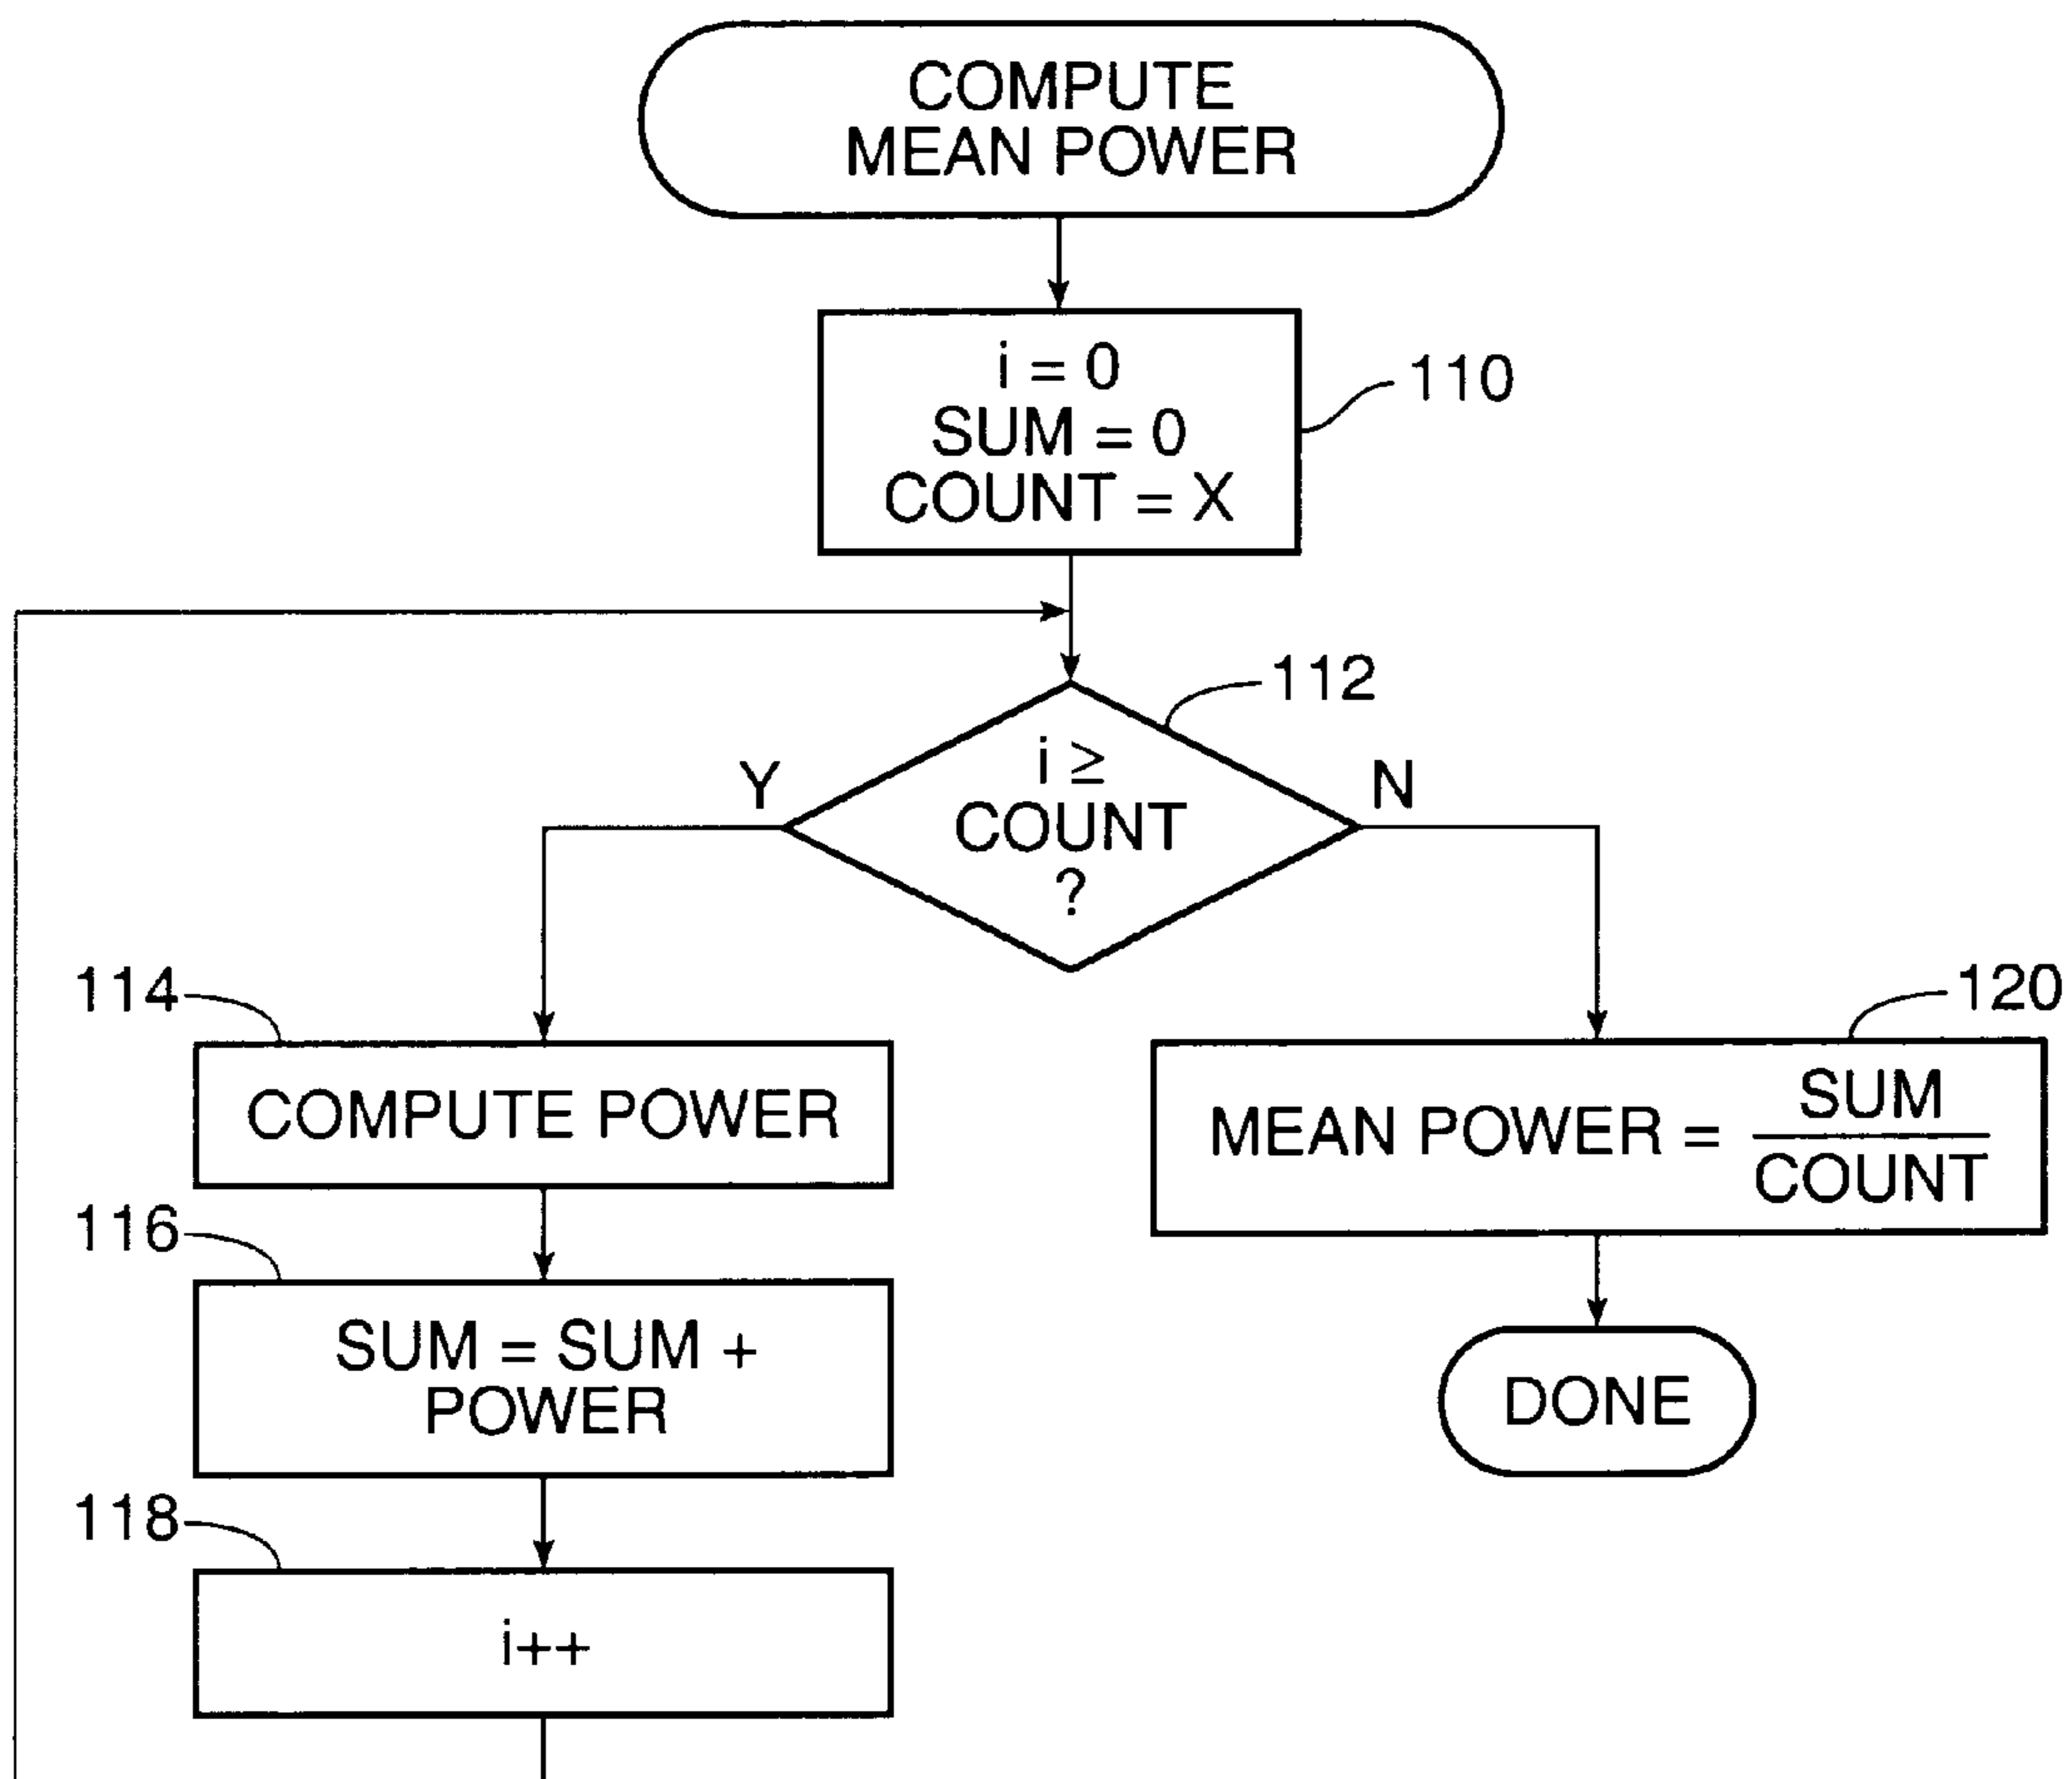 COMPUTE
MEAN POWER
i = 0
SUM = 0
COUNT = X
110
112
i ≥
COUNT
?
Y
N
114
COMPUTE POWER
120
MEAN POWER = SUM
COUNT
116
SUM = SUM +
POWER
DONE
118
i++